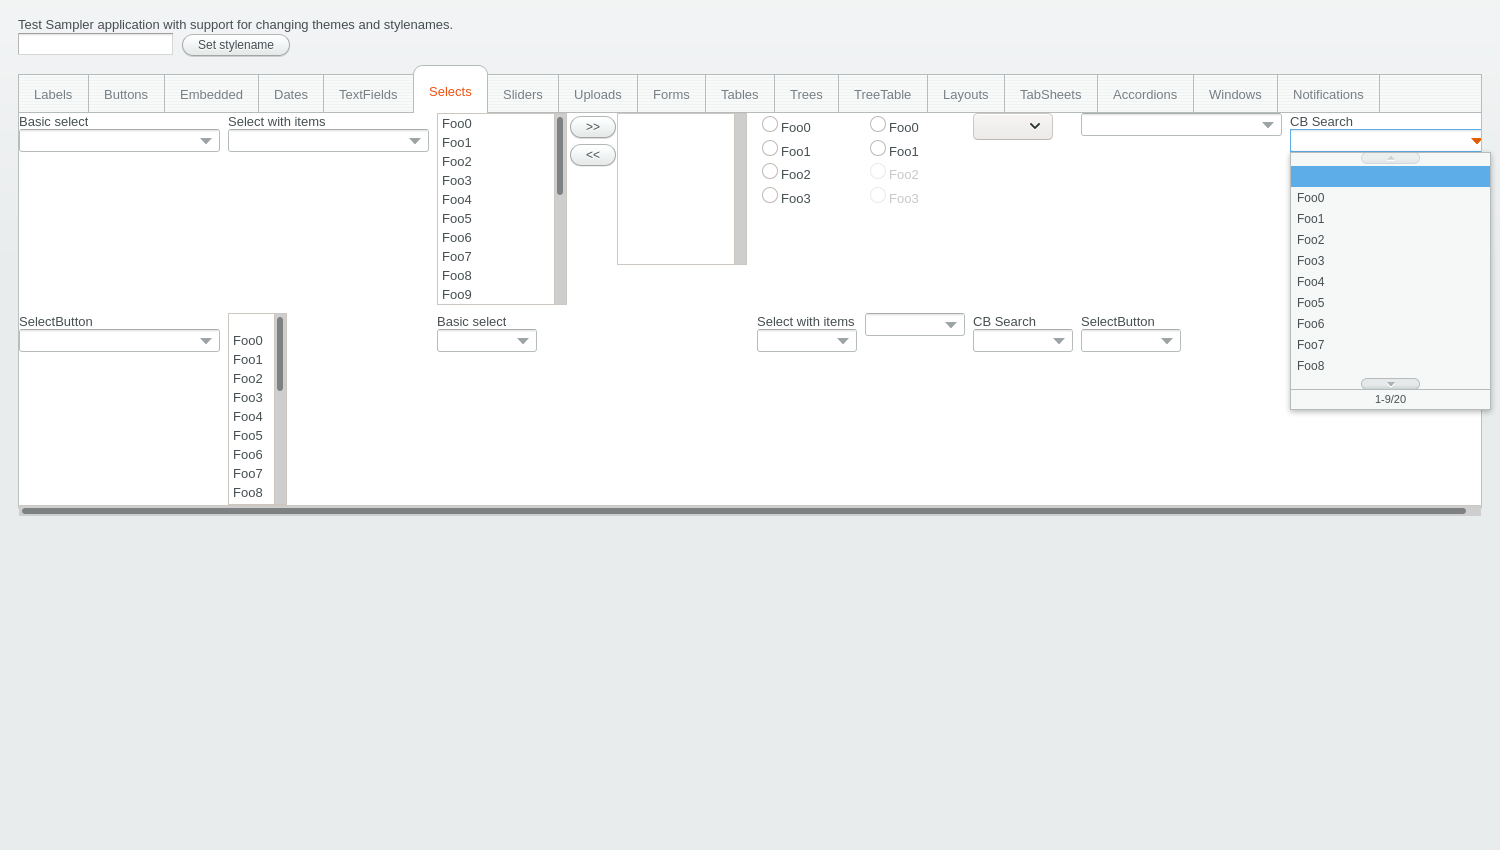 Test Sampler application with support for changing themes and stylenames.
Set stylename
Labels Buttons Embedded Dates TextFields Selects Sliders Uploads Forms Tables Trees TreeTable Layouts TabSheets Accordions Windows Notifications
Basic select
Select with items
Foo0
Foo1
Foo2
Foo3
Foo4
Foo5
Foo6
Foo7
Foo8
Foo9
>>
<<
Foo0
Foo1
Foo2
Foo3
Foo0
Foo1
Foo2
Foo3
CB Search
Foo0
Foo1
Foo2
Foo3
Foo4
Foo5
Foo6
Foo7
Foo8
1-9/20
SelectButton
Foo0
Foo1
Foo2
Foo3
Foo4
Foo5
Foo6
Foo7
Foo8
Basic select
Select with items
CB Search
SelectButton